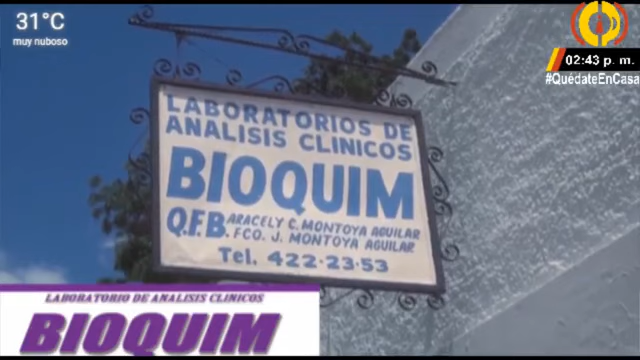 31°C
muy nuboso
02:43 p. m.
#QuédateEnCasa
LABORATORIOS DE
ANALISIS CLINICOS
BIOQUIM
Q.F.B. ARACELY C. MONTOYA AGUILAR
FCO. J. MONTOYA AGUILAR
Tel. 422-23-53
LABORATORIO DE ANALISIS CLINICOS
BIOQUIM